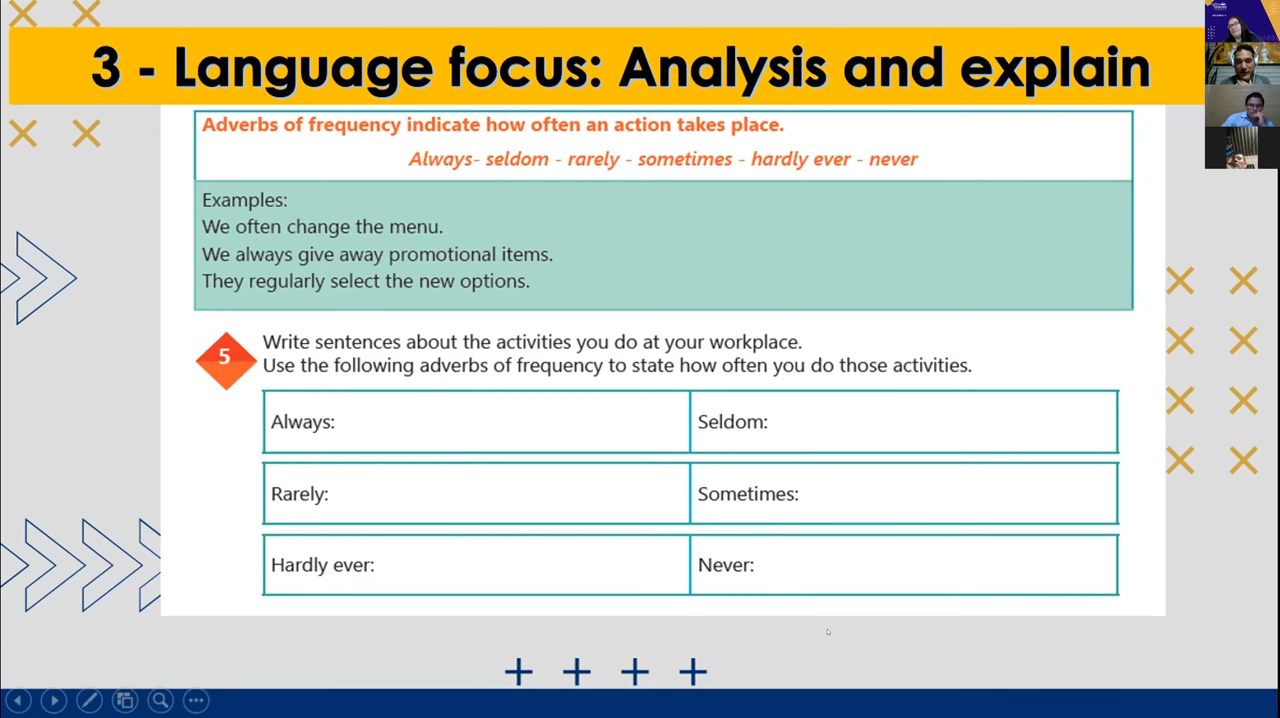 3 - Language focus: Analysis and explain
Adverbs of frequency indicate how often an action takes place.
Always- seldom - rarely - sometimes - hardly ever - never
Examples:
We often change the menu.
We always give away promotional items.
They regularly select the new options.
5
Write sentences about the activities you do at your workplace.
Use the following adverbs of frequency to state how often you do those activities.
Always:
Seldom:
Rarely:
Sometimes:
Hardly ever:
Never: